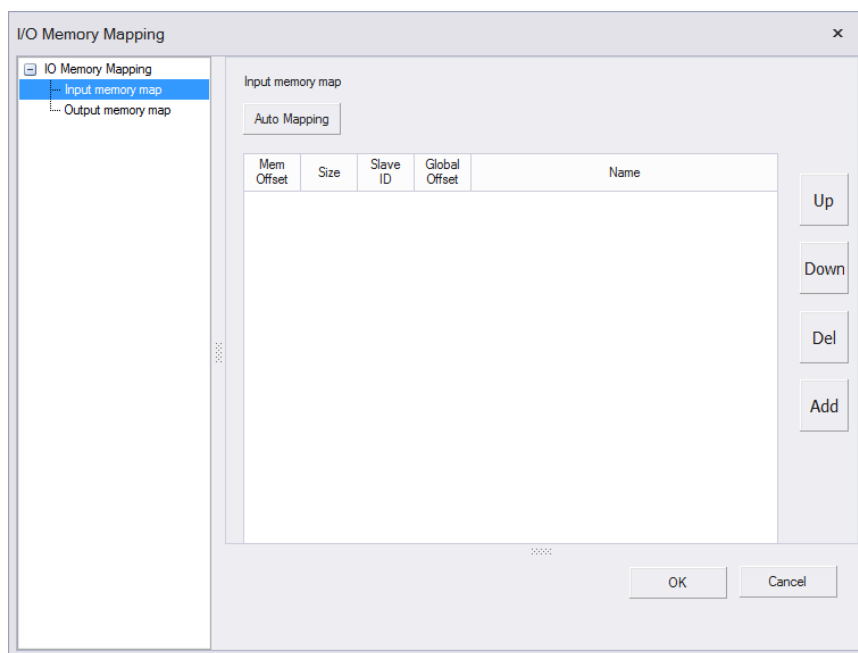 I/O Memory Mapping
IO Memory Mapping
Input memory map
Output memory map
Input memory map
Auto Mapping
Mem Offset Size Slave ID Global Offset Name
Up
Down
Del
Add
OK Cancel